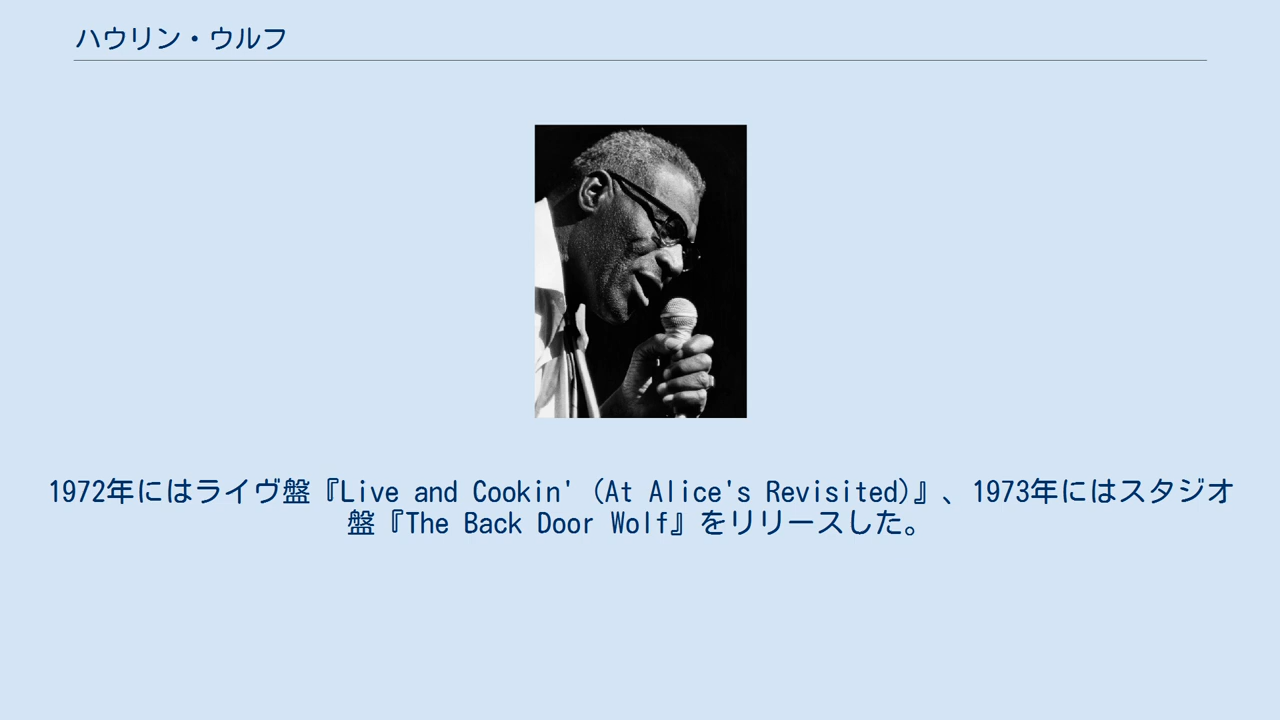 ハウリン・ウルフ
1972年にはライヴ盤『Live and Cookin' (At Alice's Revisited)』、1973年にはスタジオ
盤『The Back Door Wolf』をリリースした。